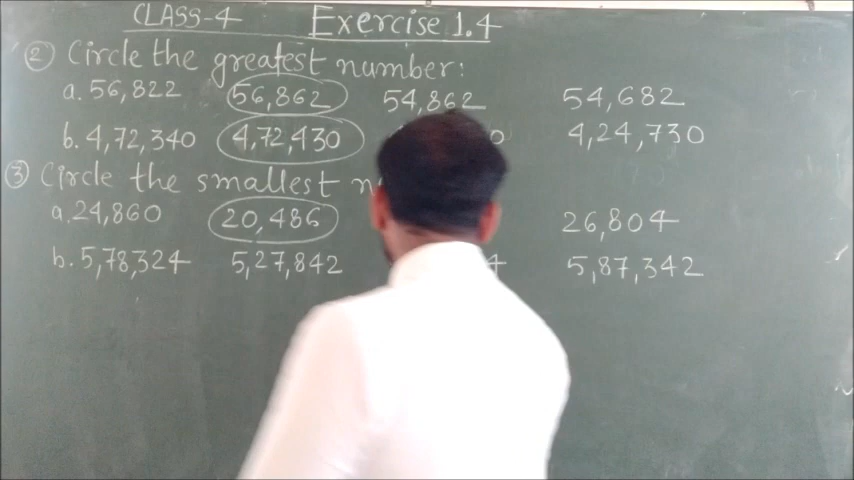 CLASS-4 Exercise 1.4
② Circle the greatest number:
a. 56,822 56,862 54,862 54,682
b. 4,72,340 4,72,430 4,24,730
③ Circle the smallest
a. 24,860 20,486 26,804
b. 5,78,324 5,27,842 5,87,342